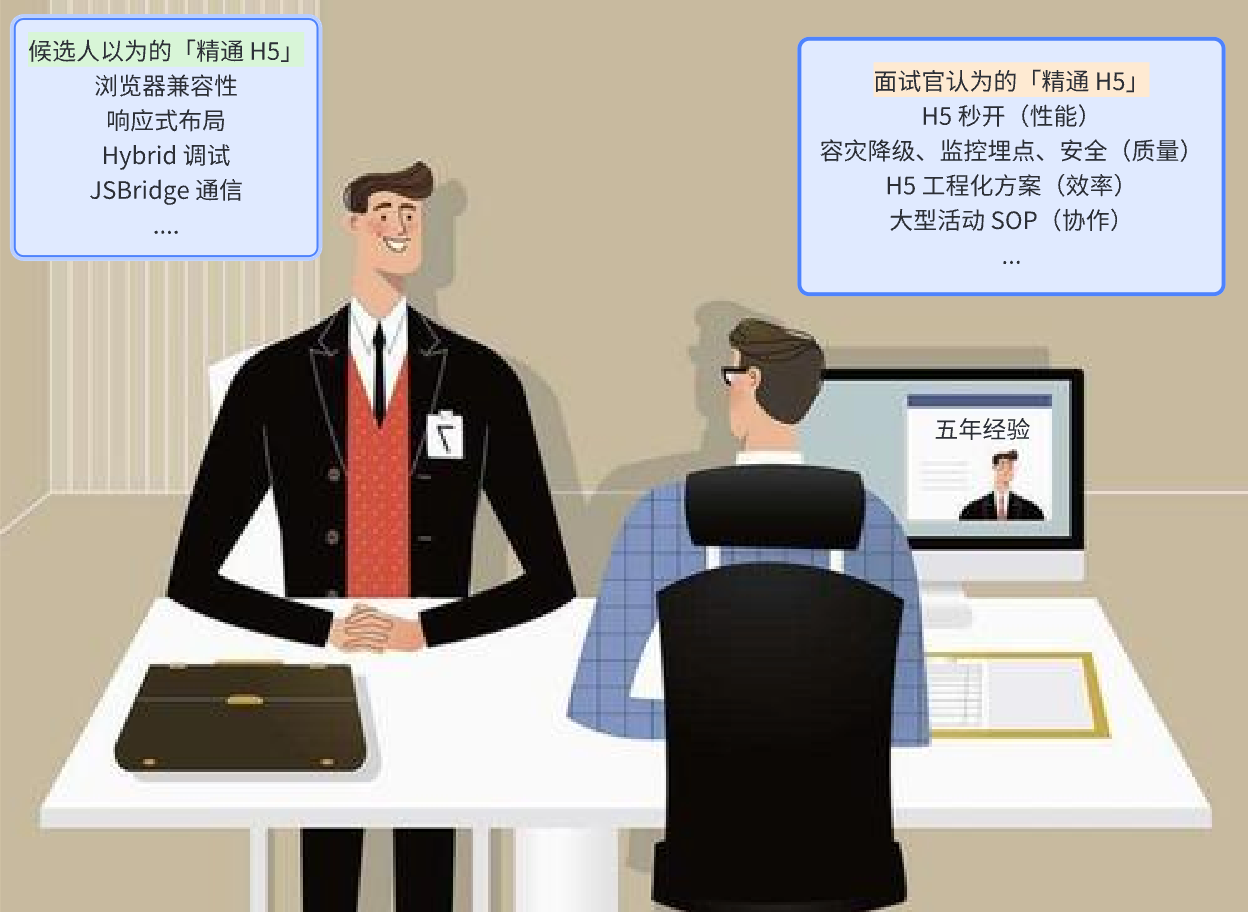 候选人以为的「精通 H5」
浏览器兼容性
响应式布局
Hybrid 调试
JSBridge 通信
....
面试官认为的「精通 H5」
H5 秒开（性能）
容灾降级、监控埋点、安全（质量）
H5 工程化方案（效率）
大型活动 SOP（协作）
...
五年经验
7